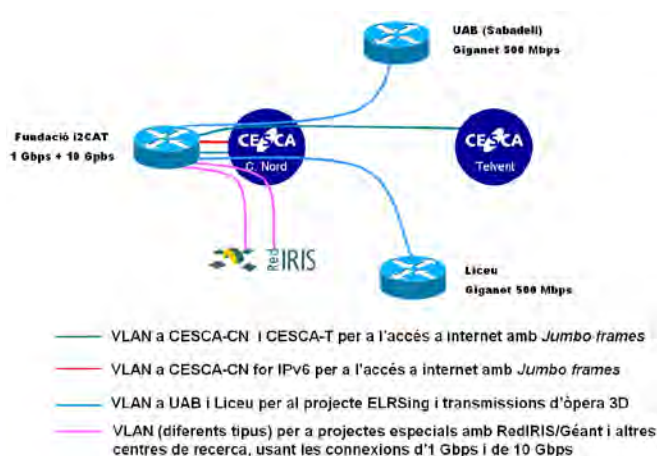 UAB (Sabadell)
Giganet 500 Mbps
Fundació i2CAT
1 Gbps + 10 Gpbs
CESCA
C. Nord
CESCA
Telvent
RedIRIS
Liceu
Giganet 500 Mbps
VLAN a CESCA-CN i CESCA-T per a l'accés a internet amb Jumbo frames
VLAN a CESCA-CN for IPv6 per a l'accés a internet amb Jumbo frames
VLAN a UAB i Liceu per al projecte ELRSing i transmissions d'òpera 3D
VLAN (diferents tipus) per a projectes especials amb RedIRIS/Géant i altres
centres de recerca, usant les connexions d'1 Gbps i de 10 Gbps